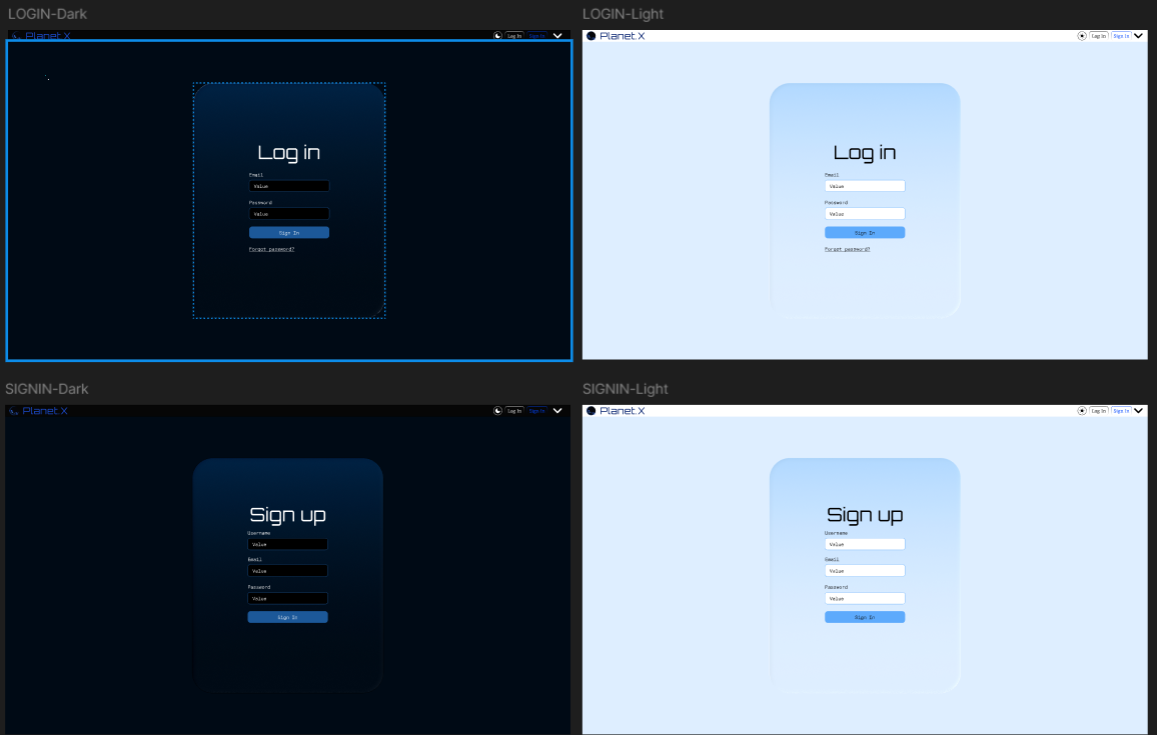 LOGIN-Dark
Planet.X
Log In
Sign In
Log in
Email
Value
Password
Value
Sign In
Forgot password?
LOGIN-Light
Planet.X
Log In
Sign In
Log in
Email
Value
Password
Value
Sign In
Forgot password?
SIGNIN-Dark
Planet.X
Log In
Sign In
Sign up
Username
Value
Email
Value
Password
Value
Sign In
SIGNIN-Light
Planet.X
Log In
Sign In
Sign up
Username
Value
Email
Value
Password
Value
Sign In